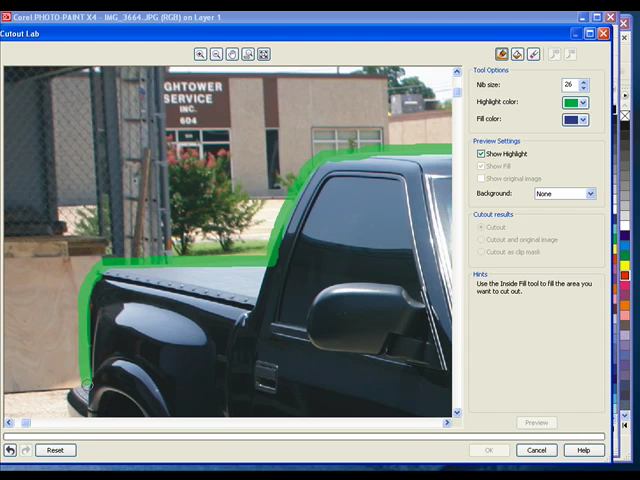 Corel PHOTO-PAINT X4 - IMG_3664.JPG (RGB) on Layer 1
Cutout Lab
Tool Options
Nib size:
26
Highlight color:
Fill color:
Preview Settings
Show Highlight
Show Fill
Show original image
Background:
None
Cutout results
Cutout
Cutout and original image
Cutout as clip mask
Hints
Use the Inside Fill tool to fill the area you
want to cut out.
Preview
Reset
OK
Cancel
Help
GHTOWER
SERVICE
INC.
604